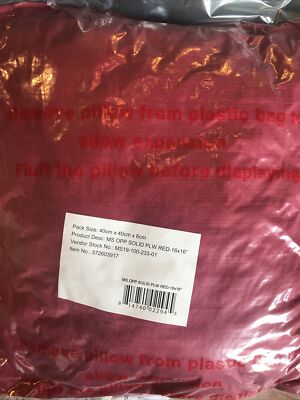 Remove pillow from plastic bag to
allow expansion.
Fluff the pillow before displaying
Pack Size: 40cm x 40cm x 6cm
Product Desc: MS OPP SOLID PLW RED-16x16"
Vendor Stock No.: MS19-100-233-01
Item No.: 572603917
MS OPP SOLID PLW RED-16x16"
Remove pillow from plastic